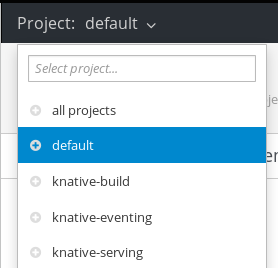 Project: default
Select project...
all projects
default
knative-build
knative-eventing
knative-serving